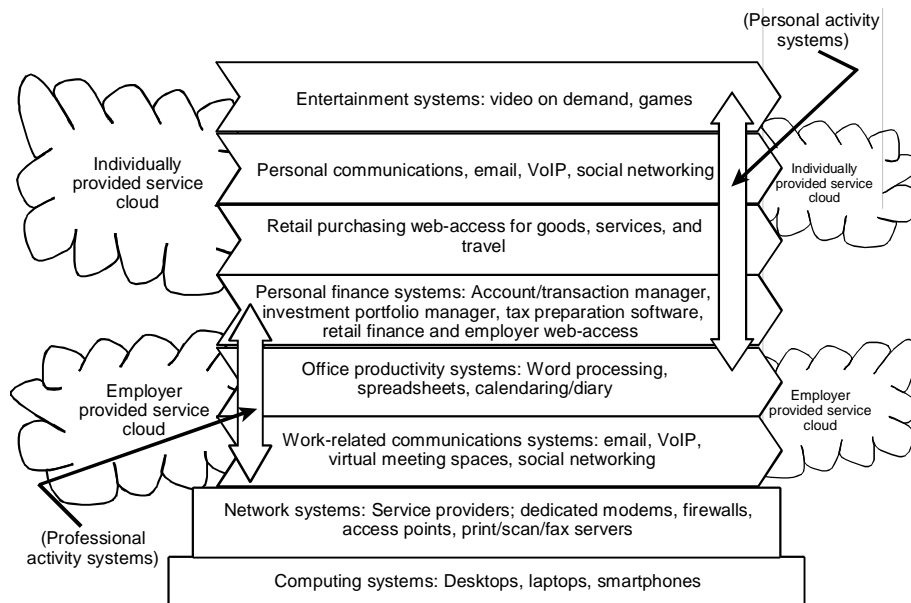 (Personal activity
systems)
Entertainment systems: video on demand, games
Individually
provided service
cloud
Personal communications, email, VoIP, social networking
Individually
provided service
cloud
Retail purchasing web-access for goods, services, and
travel
Personal finance systems: Account/transaction manager,
investment portfolio manager, tax preparation software,
retail finance and employer web-access
Employer
provided service
cloud
Office productivity systems: Word processing,
spreadsheets, calendaring/diary
Employer
provided service
cloud
Work-related communications systems: email, VoIP,
virtual meeting spaces, social networking
Network systems: Service providers; dedicated modems, firewalls,
access points, print/scan/fax servers
(Professional
activity systems)
Computing systems: Desktops, laptops, smartphones